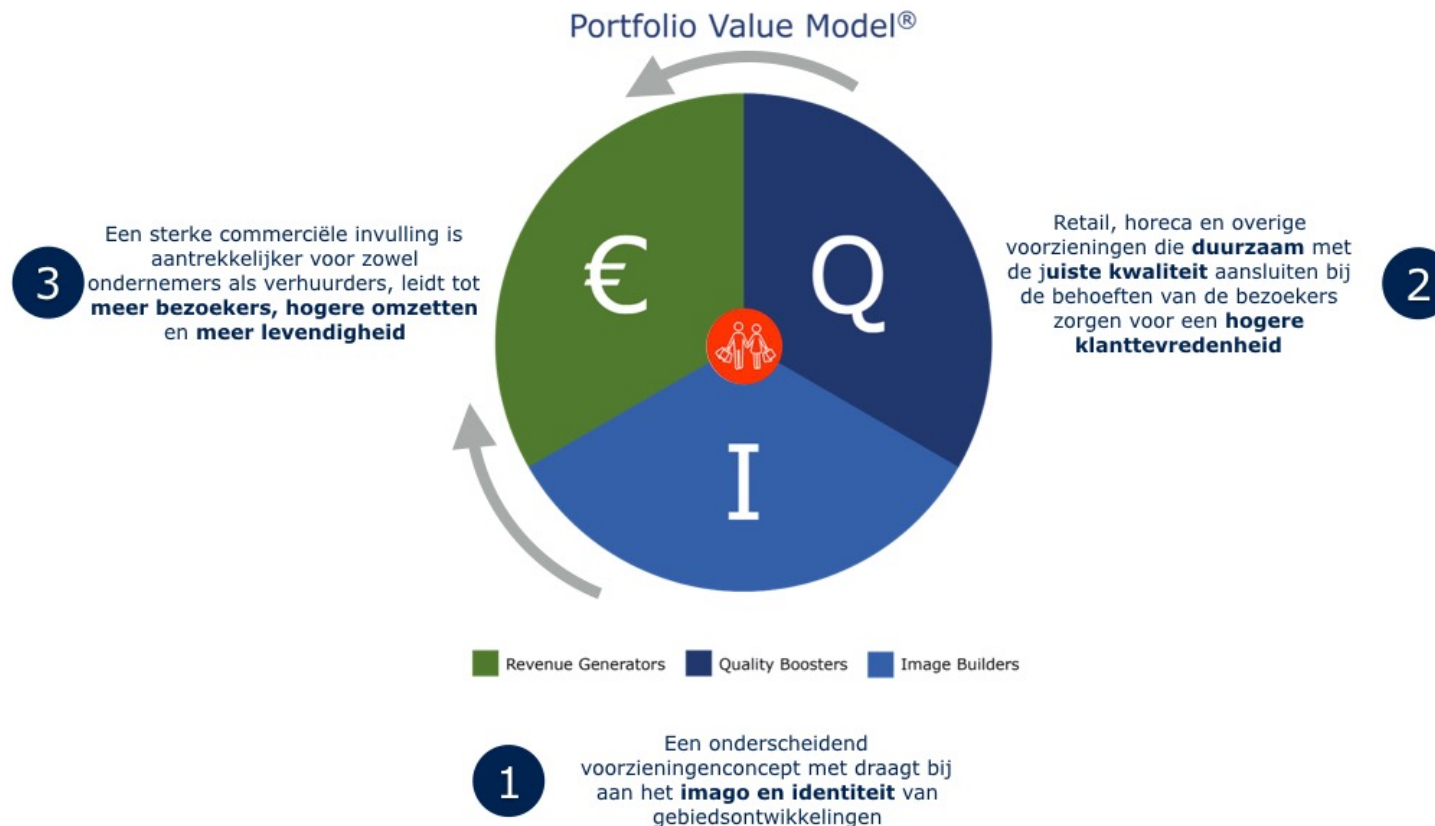 Portfolio Value Model®
€
Q
I
3
Een sterke commerciële invulling is
aantrekkelijker voor zowel
ondernemers als verhuurders, leidt tot
meer bezoekers, hogere omzetten
en meer levendigheid
Retail, horeca en overige
voorzieningen die duurzaam met
de juiste kwaliteit aansluiten bij
de behoeften van de bezoekers
zorgen voor een hogere
klanttevredenheid
2
Revenue Generators Quality Boosters Image Builders
1
Een onderscheidend
voorzieningenconcept met draagt bij
aan het imago en identiteit van
gebiedsontwikkelingen